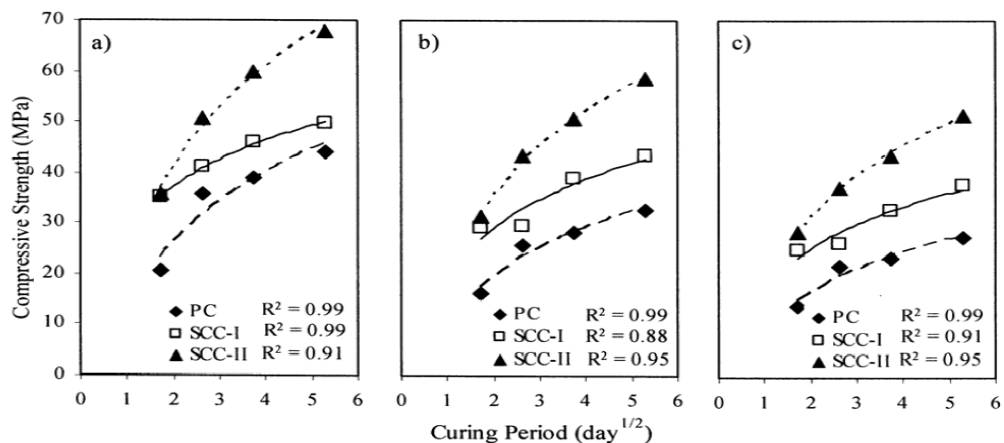 a)
b)
c)
Compressive Strength (MPa)
70
60
50
40
30
20
10
0
PC R² = 0.99
SCC-I R² = 0.99
SCC-II R² = 0.91
PC R² = 0.99
SCC-I R² = 0.88
SCC-II R² = 0.95
PC R² = 0.99
SCC-I R² = 0.91
SCC-II R² = 0.95
0 1 2 3 4 5 6
0 1 2 3 4 5 6
0 1 2 3 4 5 6
Curing Period (day^1/2)